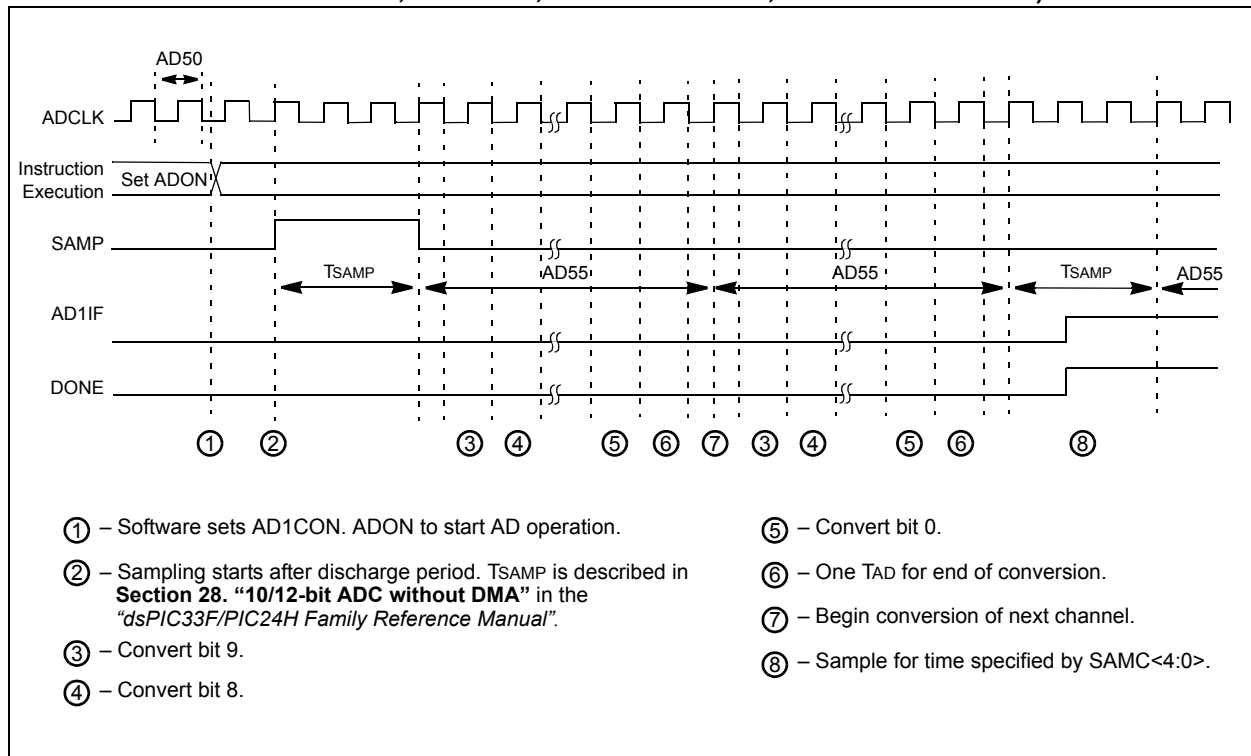 AD50
ADCLK
Instruction
Execution
Set ADON
SAMP
TSAMP
AD55
AD55
TSAMP
AD55
AD1IF
DONE
1 2 3 4 5 6 7 3 4 5 6 8
1 – Software sets AD1CON. ADON to start AD operation.
2 – Sampling starts after discharge period. TSAMP is described in
Section 28. “10/12-bit ADC without DMA” in the
“dsPIC33F/PIC24H Family Reference Manual”.
3 – Convert bit 9.
4 – Convert bit 8.
5 – Convert bit 0.
6 – One TAD for end of conversion.
7 – Begin conversion of next channel.
8 – Sample for time specified by SAMC<4:0>.